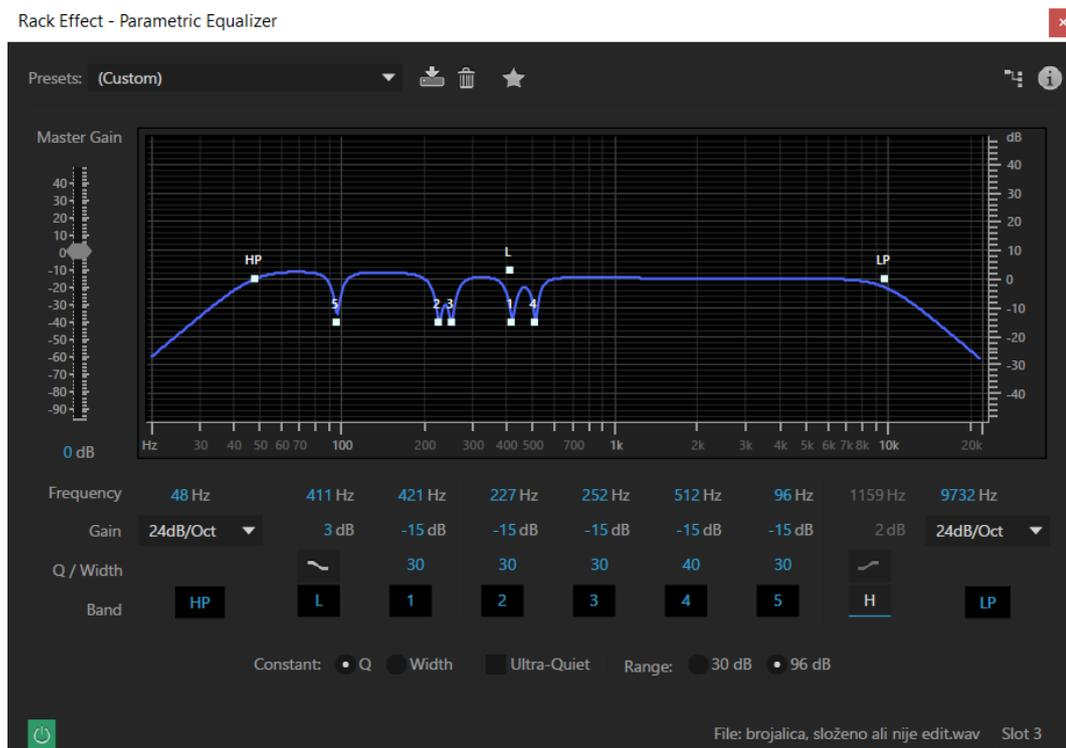 Rack Effect - Parametric Equalizer
Presets: (Custom)
Master Gain
40
30
20
10
0
-10
-20
-30
-40
-50
-60
-70
-80
-90
0 dB
HP
5
2
3
L
1
4
LP
dB
40
30
20
10
0
-10
-20
-30
-40
Hz 30 40 50 60 70 100 200 300 400 500 700 1k 2k 3k 4k 5k 6k 7k 8k 10k 20k
Frequency 48 Hz 411 Hz 421 Hz 227 Hz 252 Hz 512 Hz 96 Hz 1159 Hz 9732 Hz
Gain 24dB/Oct 3 dB -15 dB -15 dB -15 dB -15 dB -15 dB 2 dB 24dB/Oct
Q / Width 30 30 30 40 30
Band HP L 1 2 3 4 5 H LP
Constant: Q Width Ultra-Quiet Range: 30 dB 96 dB
File: brojalica, složeno ali nije edit.wav Slot 3